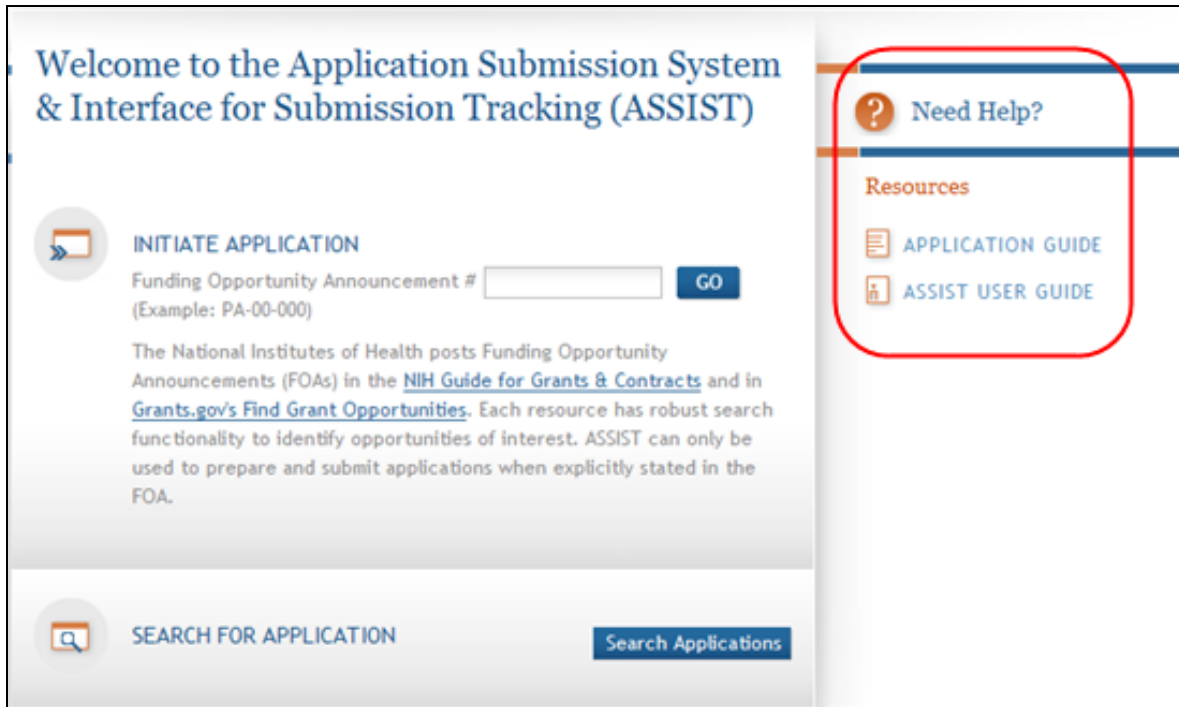 Welcome to the Application Submission System
& Interface for Submission Tracking (ASSIST)
INITIATE APPLICATION
Funding Opportunity Announcement #
GO
(Example: PA-00-000)
The National Institutes of Health posts Funding Opportunity
Announcements (FOAs) in the NIH Guide for Grants & Contracts and in
Grants.gov's Find Grant Opportunities. Each resource has robust search
functionality to identify opportunities of interest. ASSIST can only be
used to prepare and submit applications when explicitly stated in the
FOA.
SEARCH FOR APPLICATION
Search Applications
? Need Help?
Resources
APPLICATION GUIDE
ASSIST USER GUIDE